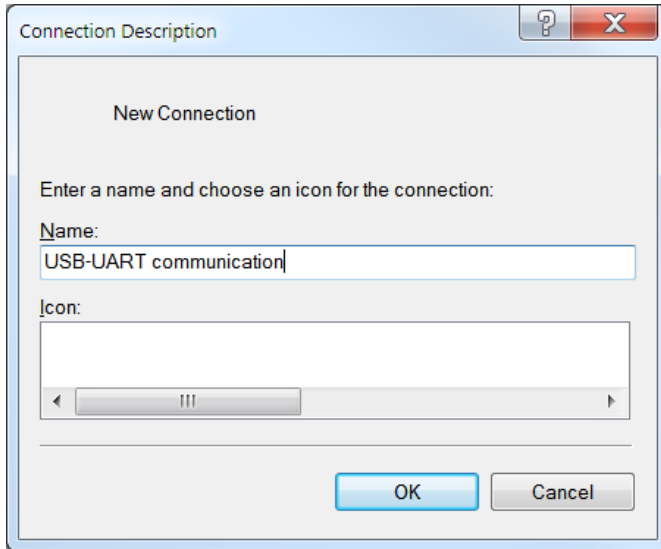 Connection Description
New Connection
Enter a name and choose an icon for the connection:
Name:
USB-UART communication
Icon:
OK
Cancel